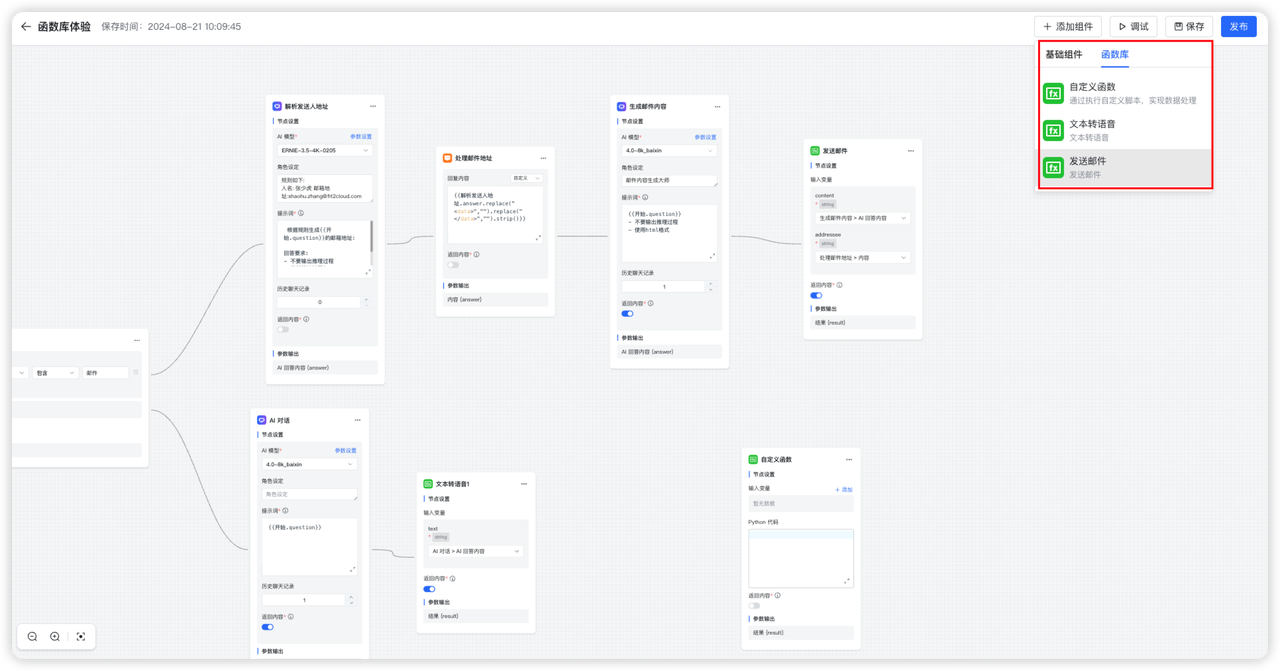 函数库体验
保存时间：2024-08-21 10:09:45
添加组件
调试
保存
发布
基础组件
函数库
自定义函数
通过执行自定义脚本，实现数据处理
文本转语音
文本转语音
发送邮件
发送邮件
包含
邮件
解析发送人地址
节点设置
AI 模型*
参数设置
ERNIE-3.5-4K-0205
角色设定
规则如下:
人名: 张少虎 邮箱地
址:shaohu.zhang@fit2cloud.com
提示词*
根据规则生成{{开
始.question}}的邮箱地址:
回答要求:
- 不要输出推理过程
历史聊天记录
0
返回内容*
参数输出
AI 回答内容 {answer}
处理邮件地址
回复内容
自定义
{{解析发送人地
址.answer.replace("
<data>","").replace("
</data>","").strip()}}
返回内容*
参数输出
内容 {answer}
生成邮件内容
节点设置
AI 模型*
参数设置
4.0-8k_baixin
角色设定
邮件内容生成大师
提示词*
{{开始.question}}
- 不要输出推理过程
- 使用html格式
历史聊天记录
1
返回内容*
参数输出
AI 回答内容 {answer}
发送邮件
节点设置
输入变量
content
* string
生成邮件内容 > AI 回答内容
addressee
* string
处理邮件地址 > 内容
返回内容*
参数输出
结果 {result}
AI 对话
节点设置
AI 模型*
参数设置
4.0-8k_baixin
角色设定
角色设定
提示词*
{{开始.question}}
历史聊天记录
1
返回内容*
参数输出
文本转语音1
节点设置
输入变量
text
* string
AI 对话 > AI 回答内容
返回内容*
参数输出
结果 {result}
自定义函数
节点设置
输入变量
+ 添加
暂无数据
Python 代码
返回内容*
参数输出
结果 {result}